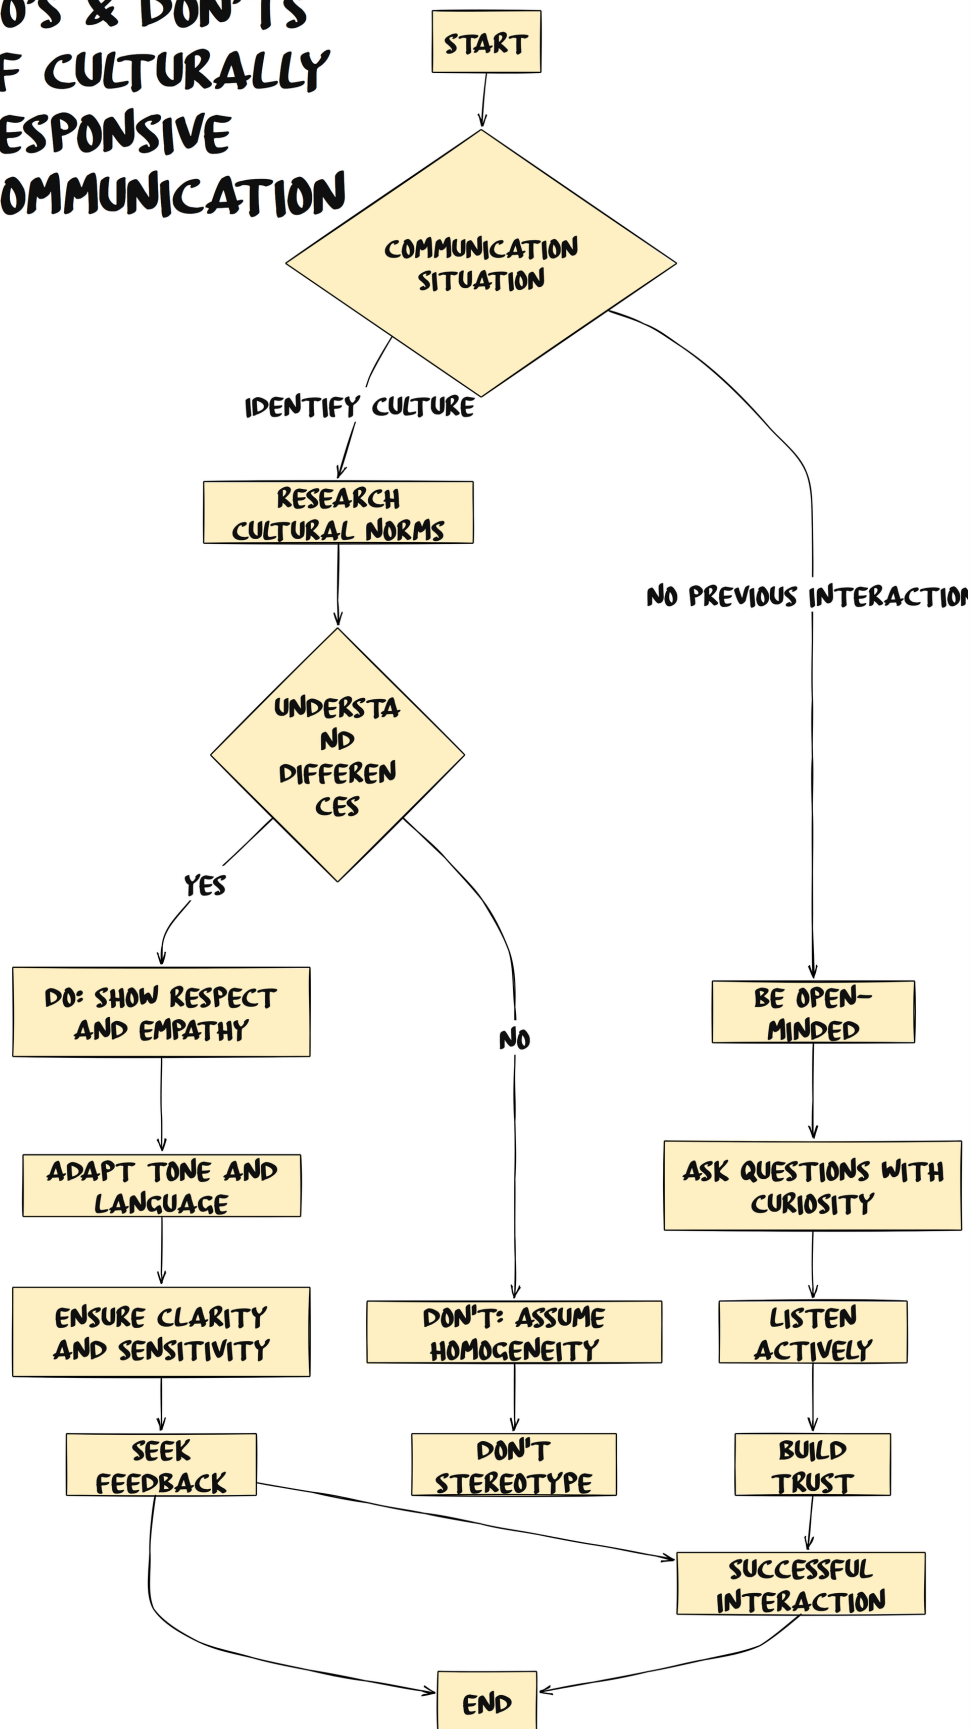 O'S & DON'TS
F CULTURALLY
ESPONSIVE
OMMUNICATION
START
COMMUNICATION
SITUATION
IDENTIFY CULTURE
RESEARCH
CULTURAL NORMS
NO PREVIOUS INTERACTION
UNDERSTA
ND
DIFFEREN
CES
YES
NO
DO: SHOW RESPECT
AND EMPATHY
BE OPEN-
MINDED
ADAPT TONE AND
LANGUAGE
ASK QUESTIONS WITH
CURIOSITY
ENSURE CLARITY
AND SENSITIVITY
DON'T: ASSUME
HOMOGENEITY
LISTEN
ACTIVELY
SEEK
FEEDBACK
DON'T
STEREOTYPE
BUILD
TRUST
SUCCESSFUL
INTERACTION
END